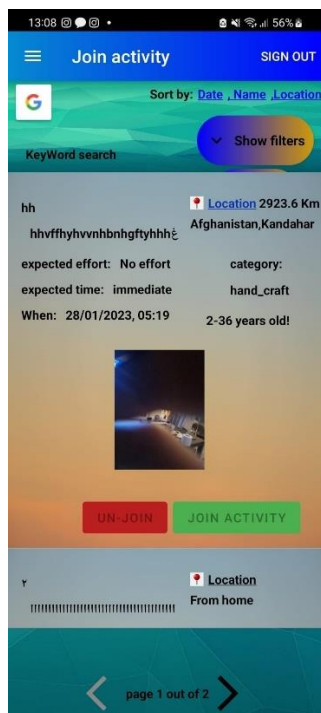 13:08 56%
Join activity SIGN OUT
G
Sort by: Date , Name ,Location
Show filters
KeyWord search
hh
hhvffhyhvvnhbnhgftyhhhغ
Location 2923.6 Km
Afghanistan,Kandahar
expected effort: No effort
category:
expected time: immediate
hand_craft
When: 28/01/2023, 05:19
2-36 years old!
UN-JOIN JOIN ACTIVITY
٢
Location
From home
page 1 out of 2